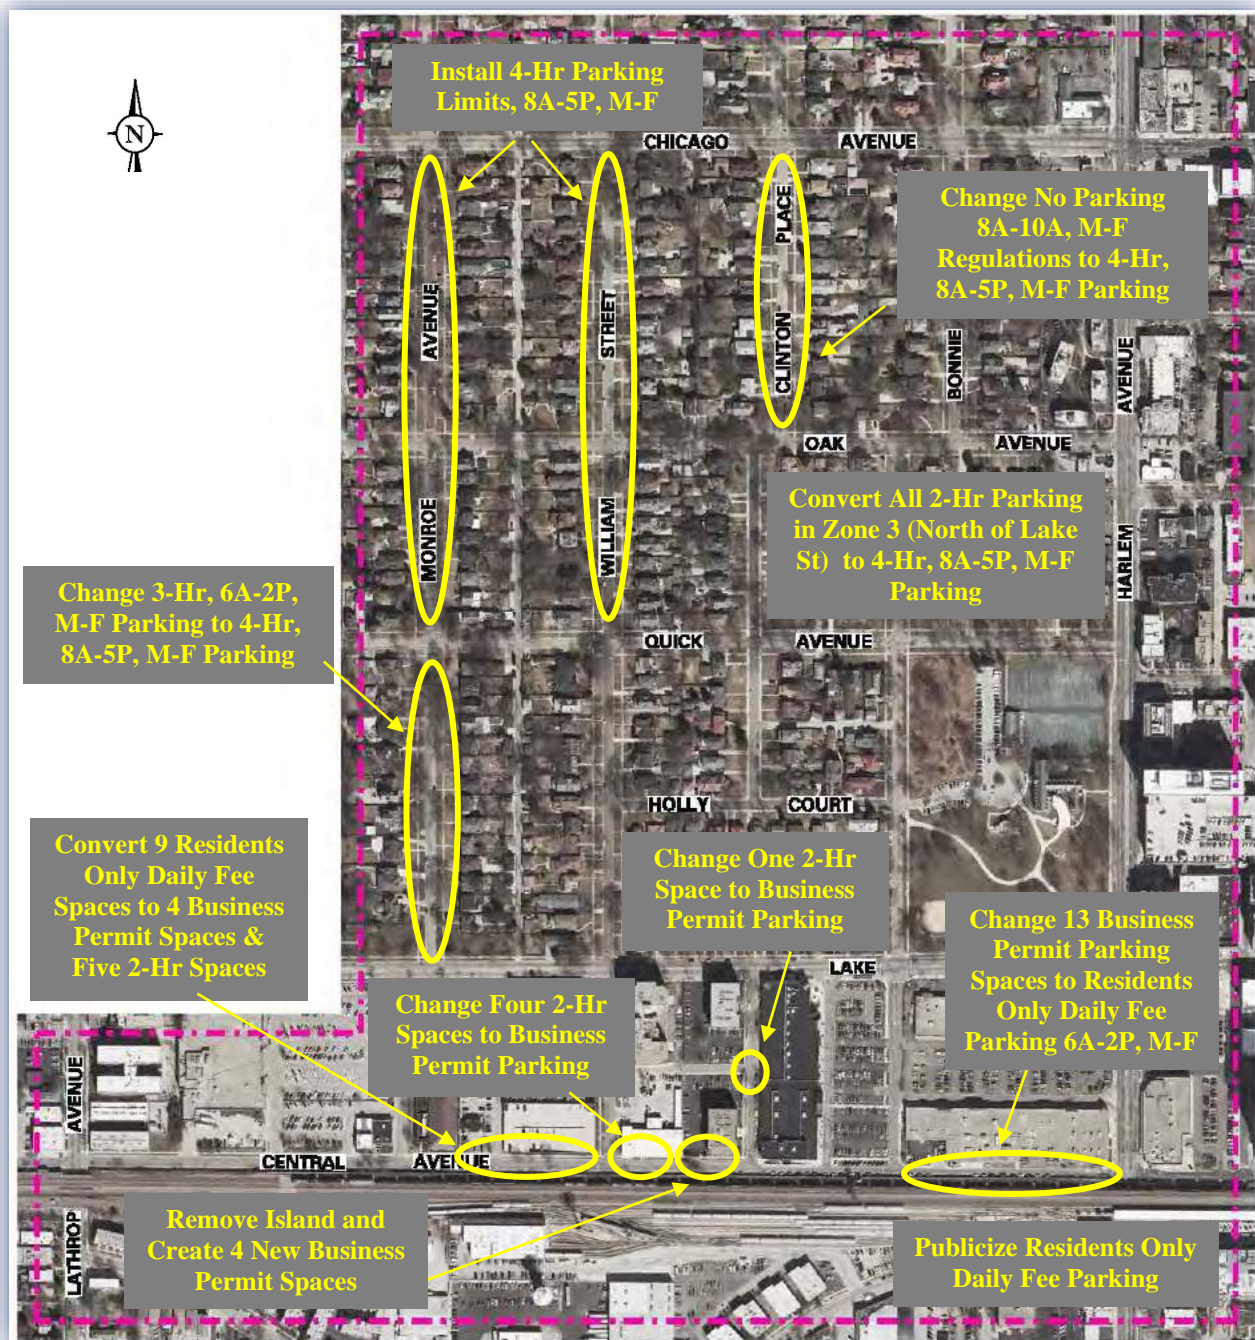 Install 4-Hr Parking
Limits, 8A-5P, M-F
N
CHICAGO
AVENUE
Change No Parking
8A-10A, M-F
Regulations to 4-Hr,
8A-5P, M-F Parking
PLACE
CLINTON
AVENUE
MONROE
STREET
WILLIAM
BONNIE
AVENUE
HARLEM
OAK
AVENUE
Convert All 2-Hr Parking
in Zone 3 (North of Lake
St)  to 4-Hr, 8A-5P, M-F
Parking
Change 3-Hr, 6A-2P,
M-F Parking to 4-Hr,
8A-5P, M-F Parking
QUICK
AVENUE
HOLLY
COURT
Convert 9 Residents
Only Daily Fee
Spaces to 4 Business
Permit Spaces &
Five 2-Hr Spaces
Change One 2-Hr
Space to Business
Permit Parking
Change 13 Business
Permit Parking
Spaces to Residents
Only Daily Fee
Parking 6A-2P, M-F
LAKE
Change Four 2-Hr
Spaces to Business
Permit Parking
AVENUE
LATHROP
CENTRAL
AVENUE
Remove Island and
Create 4 New Business
Permit Spaces
Publicize Residents Only
Daily Fee Parking